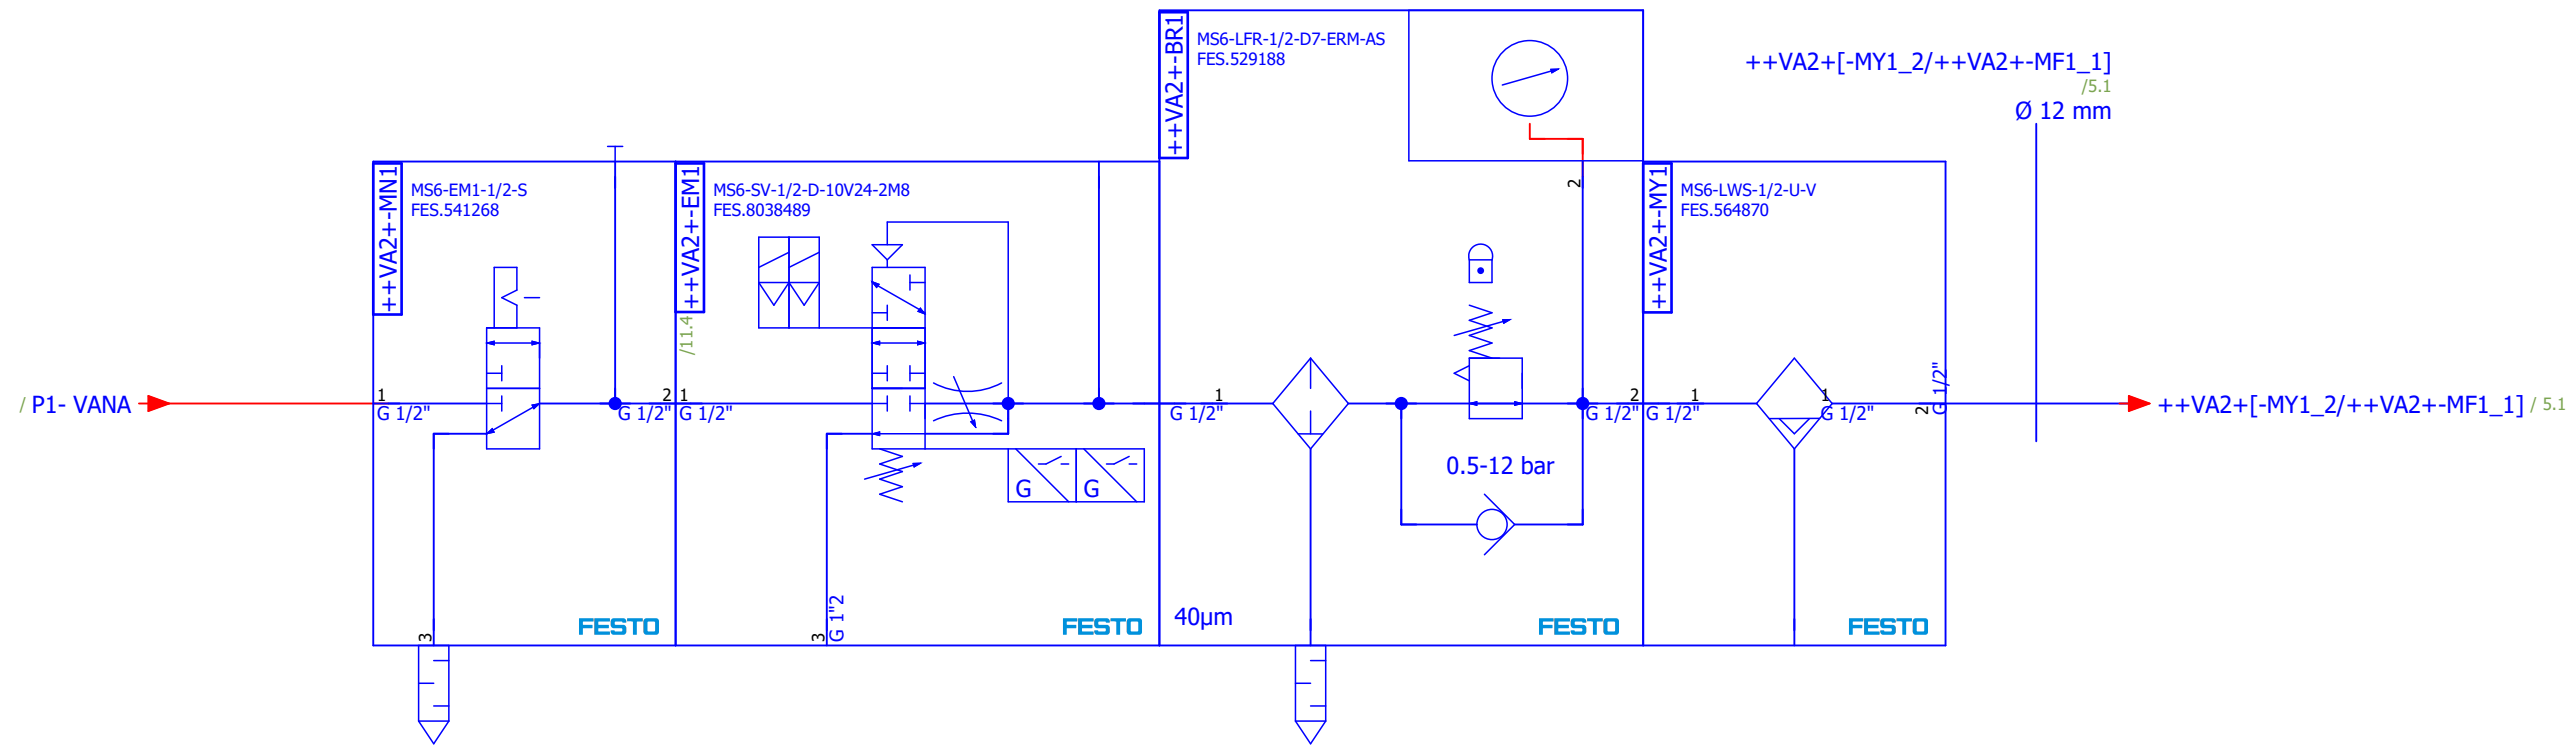 ++VA2+-MN1
MS6-EM1-1/2-S
FES.541268
++VA2+-EM1
/11.4
MS6-SV-1/2-D-10V24-2M8
FES.8038489
++VA2+-BR1
MS6-LFR-1/2-D7-ERM-AS
FES.529188
++VA2+-MY1
MS6-LWS-1/2-U-V
FES.564870
++VA2+[-MY1_2/++VA2+-MF1_1]
/5.1
Ø 12 mm
2
/ P1- VANA
1
G 1/2"
2
G 1/2"
1
G 1/2"
1
G 1/2"
2
G 1/2"
1
G 1/2"
1
G 1/2"
2
G 1/2"
++VA2+[-MY1_2/++VA2+-MF1_1] / 5.1
G
G
0.5-12 bar
3
FESTO
3
G 1"2
FESTO
40µm
FESTO
FESTO